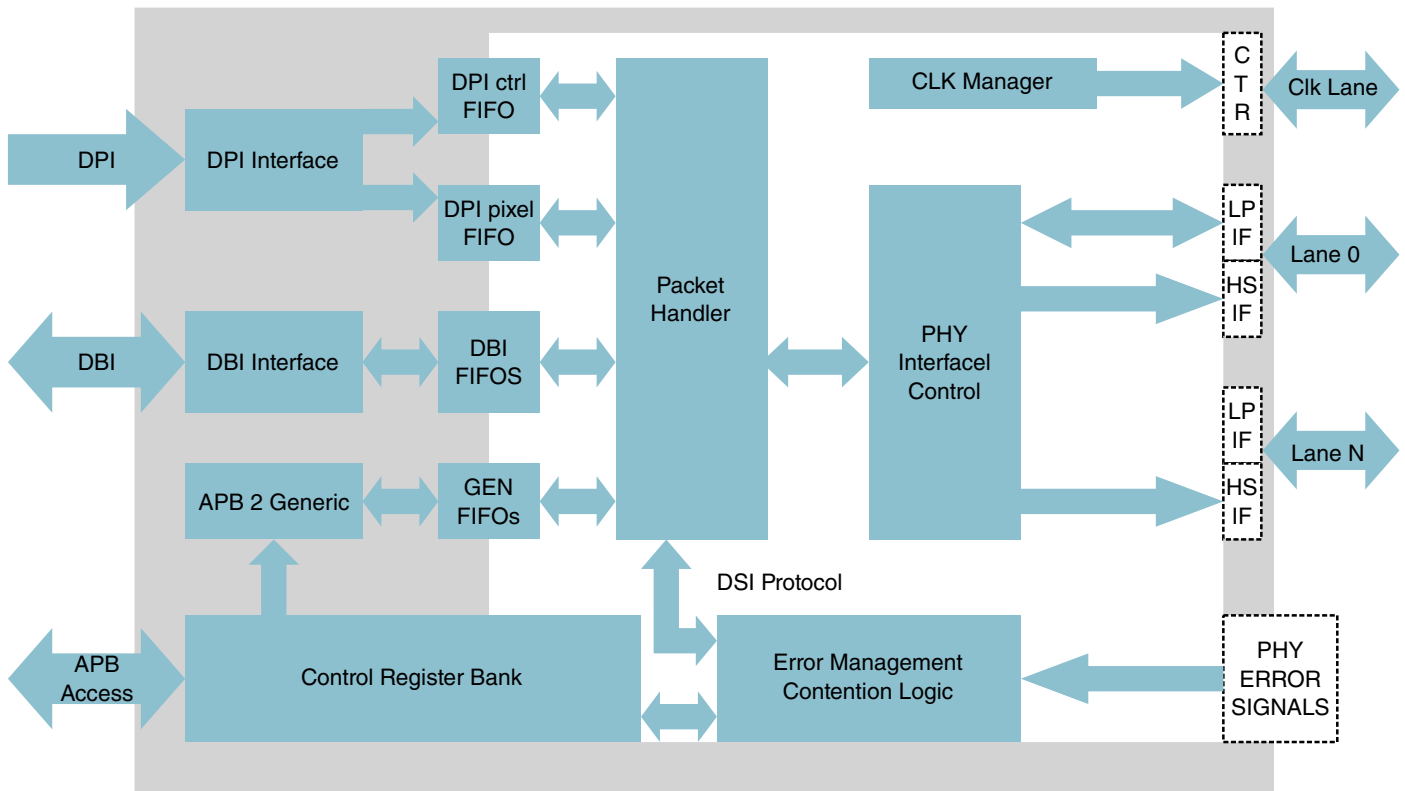 DPI
DPI Interface
DPI ctrl
FIFO
DPI pixel
FIFO
DBI
DBI Interface
DBI
FIFOS
APB 2 Generic
GEN
FIFOs
Packet
Handler
CLK Manager
C
T
R
Clk Lane
PHY
Interfacel
Control
LP
IF
HS
IF
Lane 0
LP
IF
HS
IF
Lane N
DSI Protocol
APB
Access
Control Register Bank
Error Management
Contention Logic
PHY
ERROR
SIGNALS